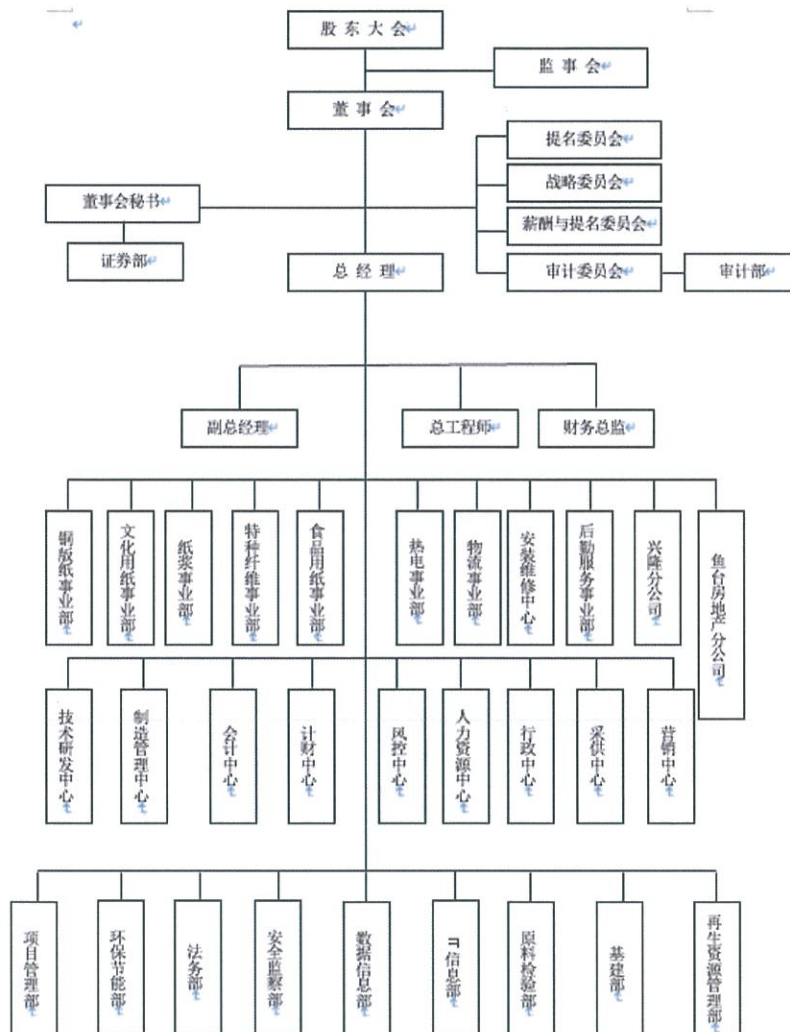 股东大会
监事会
董事会
提名委员会
战略委员会
董事会秘书
薪酬与提名委员会
证券部
总经理
审计委员会
审计部
副总经理
总工程师
财务总监
铜版纸事业部
文化用纸事业部
纸浆事业部
特种纤维事业部
食品用纸事业部
热电事业部
物流事业部
安装维修中心
后勤服务事业部
兴隆分公司
鱼台房地产分公司
技术研发中心
制造管理中心
会计中心
计财中心
风控中心
人力资源中心
行政中心
采供中心
营销中心
项目管理部
环保节能部
法务部
安全监察部
数据信息部
IT信息部
原料检验部
基建部
再生资源管理部